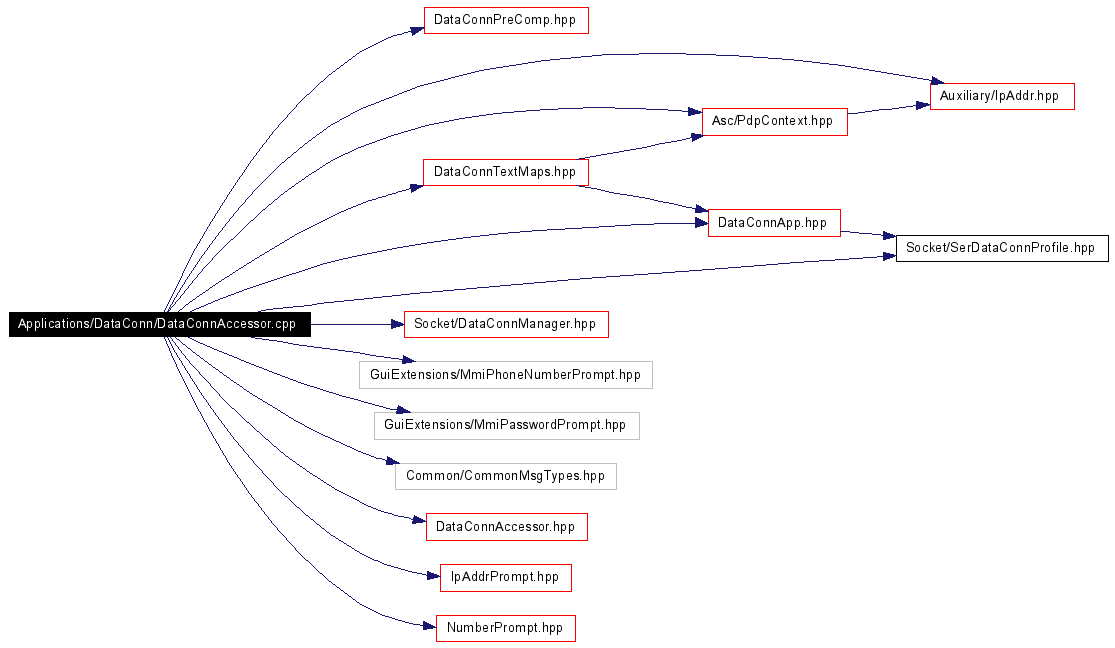 DataConnPreComp.hpp
Auxiliary/IpAddr.hpp
Asc/PdpContext.hpp
DataConnTextMaps.hpp
DataConnApp.hpp
Socket/SerDataConnProfile.hpp
Applications/DataConn/DataConnAccessor.cpp
Socket/DataConnManager.hpp
GuiExtensions/MmiPhoneNumberPrompt.hpp
GuiExtensions/MmiPasswordPrompt.hpp
Common/CommonMsgTypes.hpp
DataConnAccessor.hpp
IpAddrPrompt.hpp
NumberPrompt.hpp